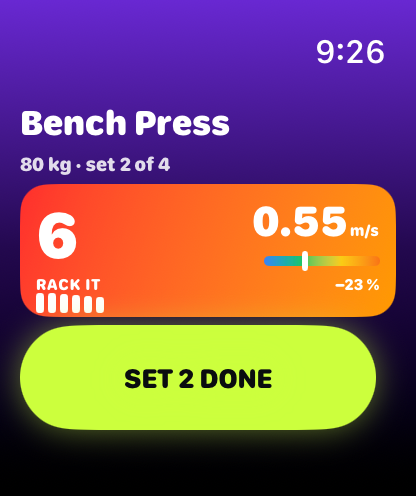 9:26
Bench Press
80 kg · set 2 of 4
6
RACK IT
0.55 m/s
−23 %
SET 2 DONE